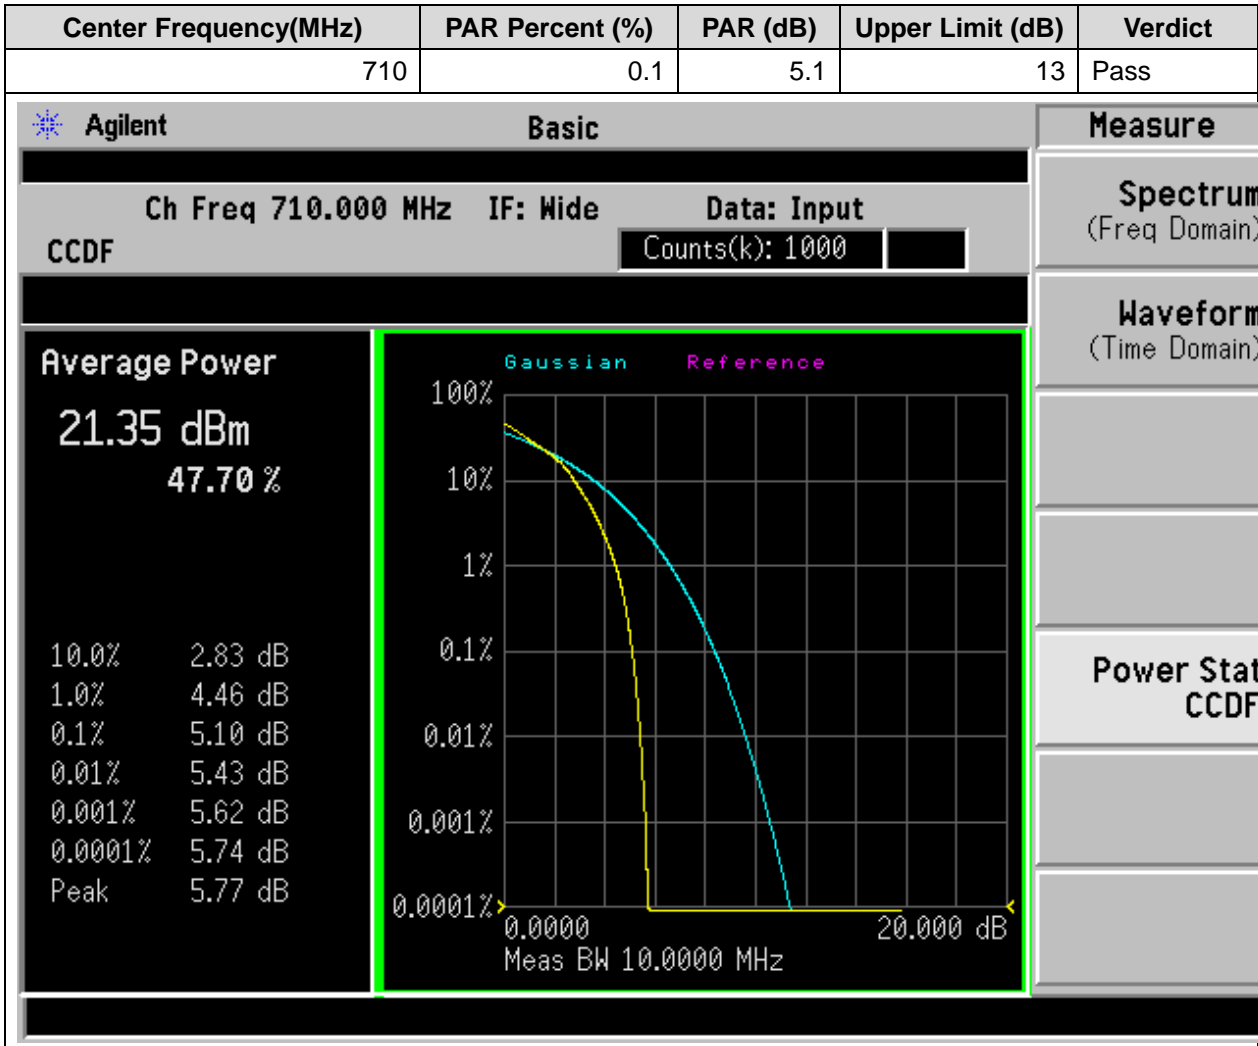 Center Frequency(MHz) PAR Percent (%) PAR (dB) Upper Limit (dB) Verdict
710 0.1 5.1 13 Pass
Agilent Basic Measure
Ch Freq 710.000 MHz IF: Wide Data: Input
CCDF Counts(k): 1000
Spectrum
(Freq Domain)
Waveform
(Time Domain)
Power Stat
CCDF
Average Power
21.35 dBm
47.70 %
10.0% 2.83 dB
1.0% 4.46 dB
0.1% 5.10 dB
0.01% 5.43 dB
0.001% 5.62 dB
0.0001% 5.74 dB
Peak 5.77 dB
Gaussian Reference
100%
10%
1%
0.1%
0.01%
0.001%
0.0001%
0.0000 20.000 dB
Meas BW 10.0000 MHz